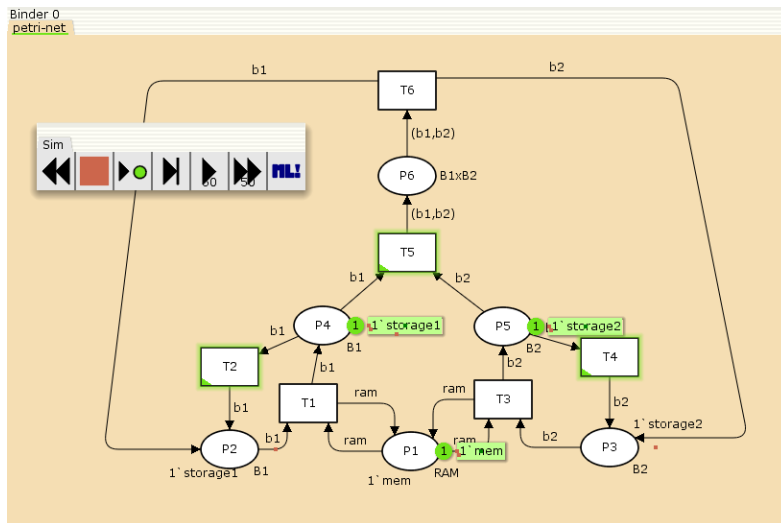 Binder 0
petri-net
b1
b2
T6
(b1,b2)
Sim
P6
B1xB2
50
50
ML!
(b1,b2)
T5
b1
b2
P4
1
1`storage1
B1
P5
1
1`storage2
B2
b1
T2
b1
b2
T4
b1
T1
ram
ram
T3
b2
b1
P2
1`storage1
B1
ram
P1
1
1`mem
RAM
1`mem
ram
b2
P3
1`storage2
B2